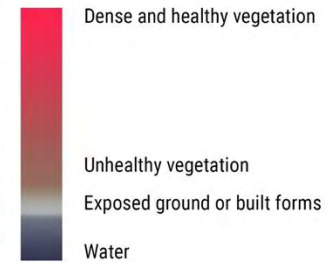 Dense and healthy vegetation
Unhealthy vegetation
Exposed ground or built forms
Water